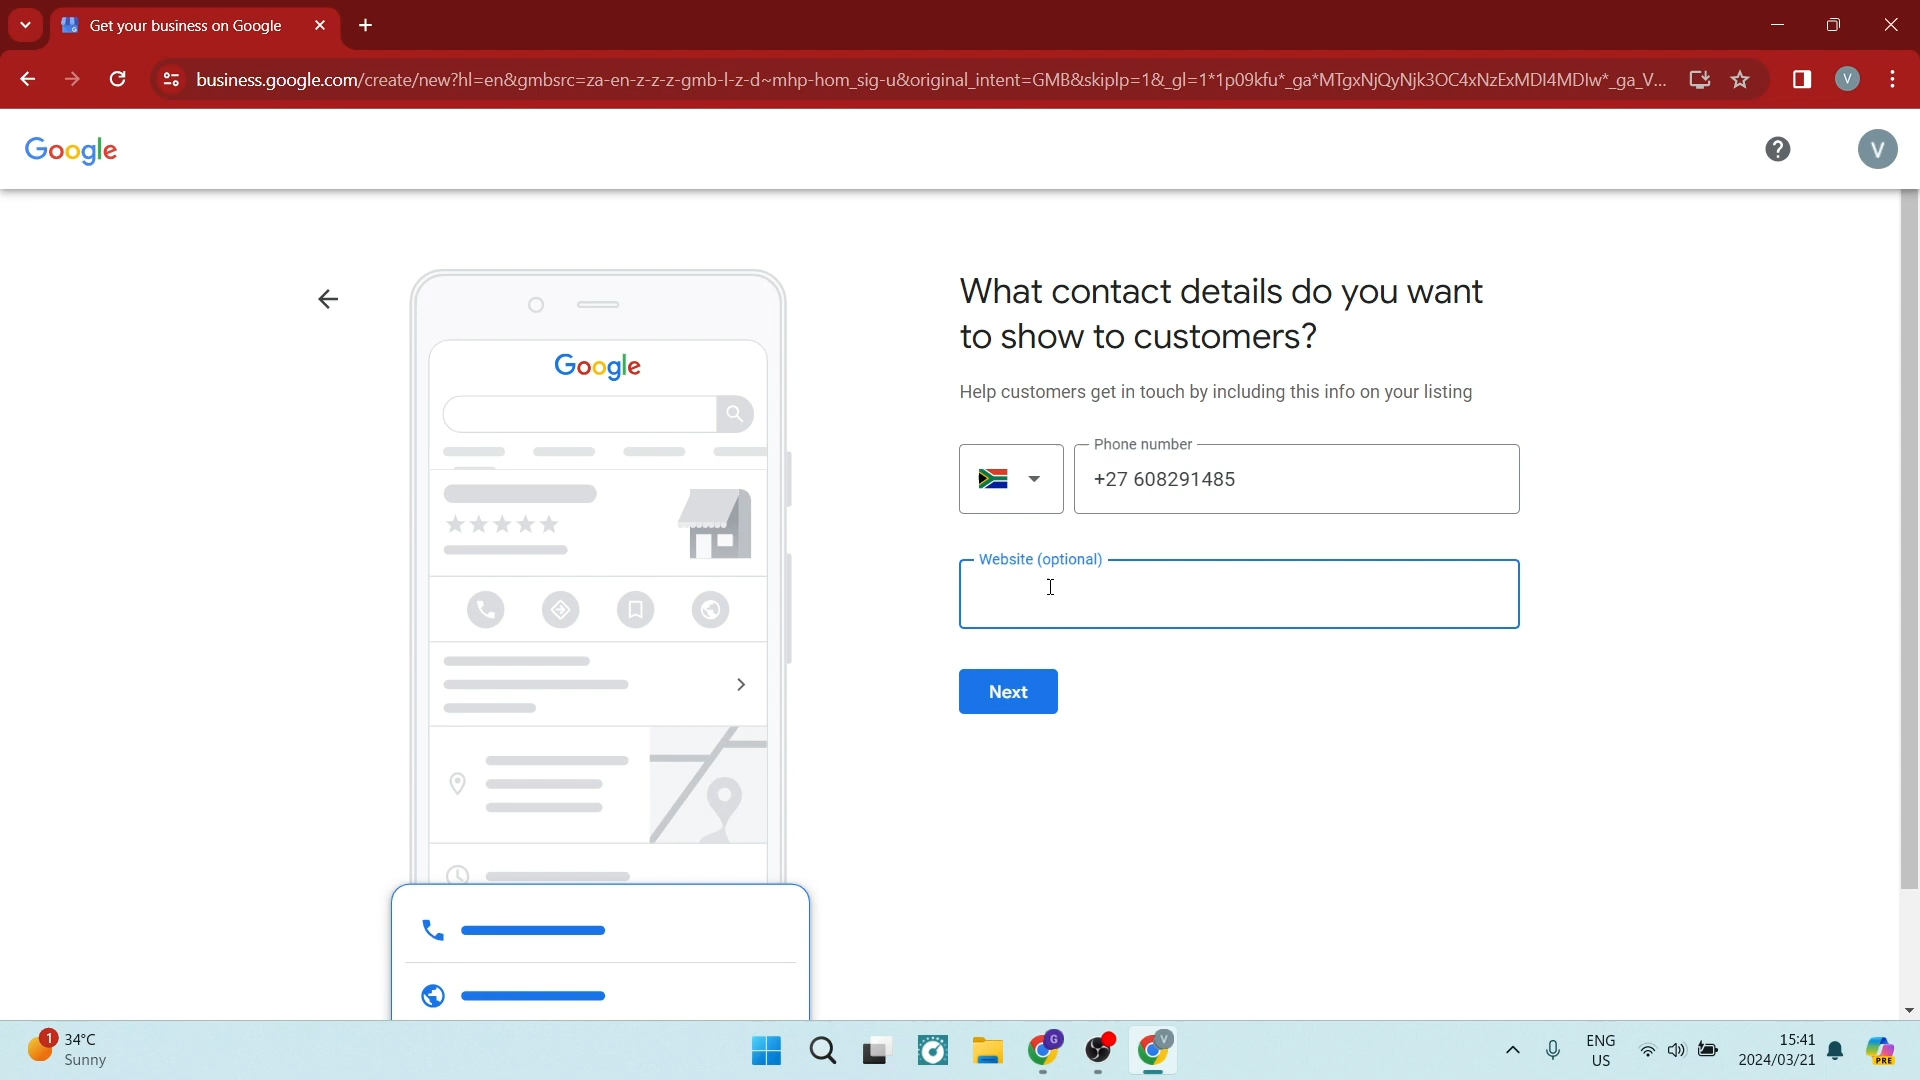 Get your business on Google
business.google.com/create/new?hl=en&gmbsrc=za-en-z-z-z-gmb-l-z-d~mhp-hom_sig-u&original_intent=GMB&skiplp=1&_gl=1*1p09kfu*_ga*MTgxNjQyNjk3OC4xNzExMDI4MDIw*_ga_V...
V
Google
V
What contact details do you want
to show to customers?
Google
Help customers get in touch by including this info on your listing
Phone number
+27 608291485
Website (optional)
Next
1
34°C
Sunny
G
V
ENG
US
15:41
2024/03/21
PRE